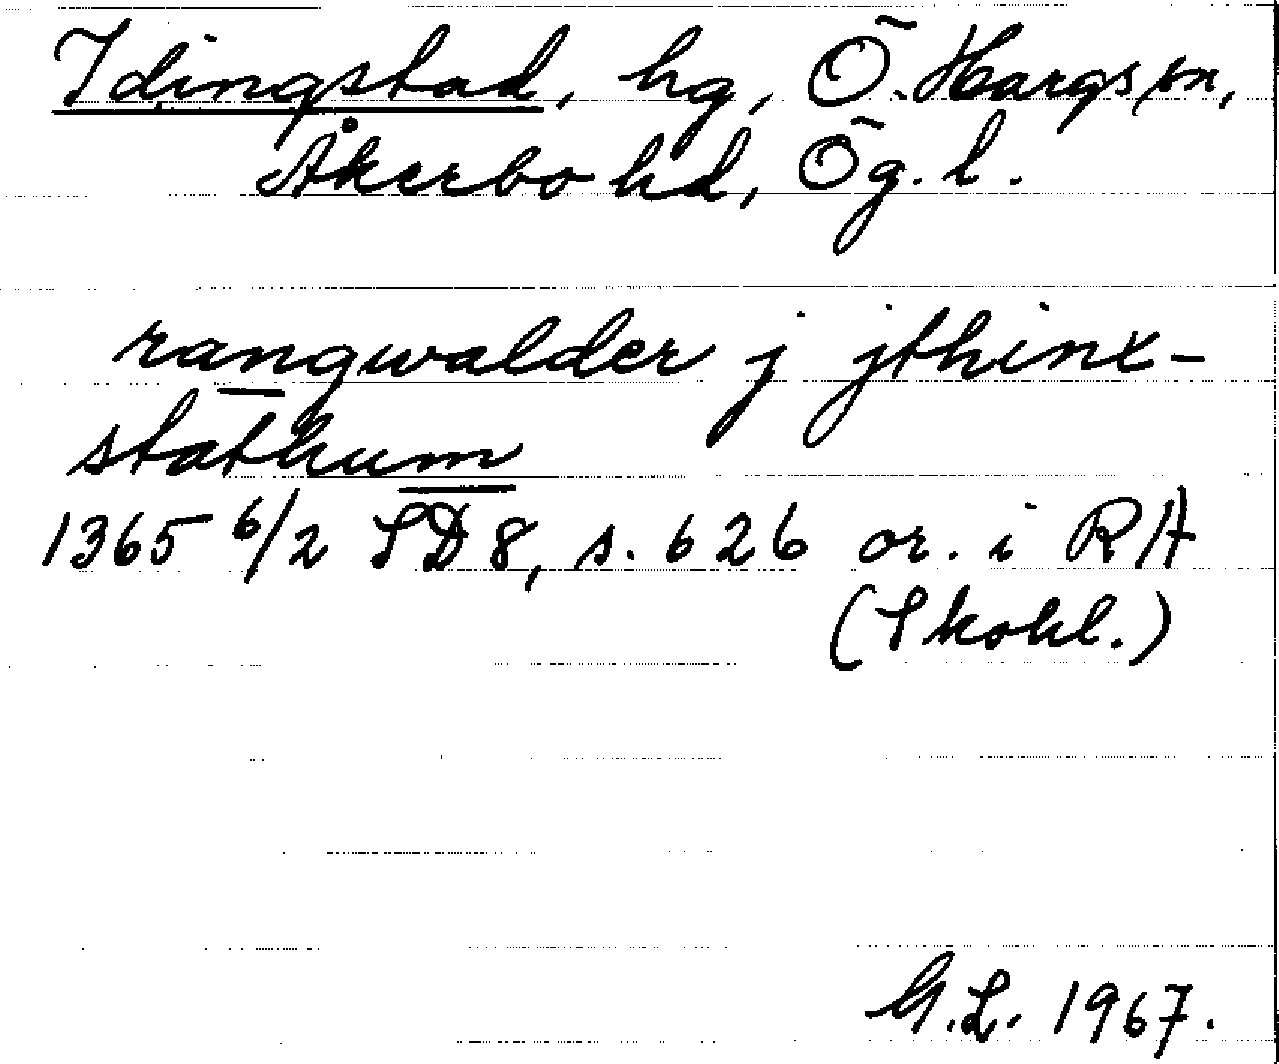 Idingstad, hg, Ö. Hargs sn,
Åkerbo hd, Ög. l.
rangwalder j jthinx-
stathum
1365 6/2 SD 8, s. 626 or. i RA
(Skokl.)
G.L. 1967.